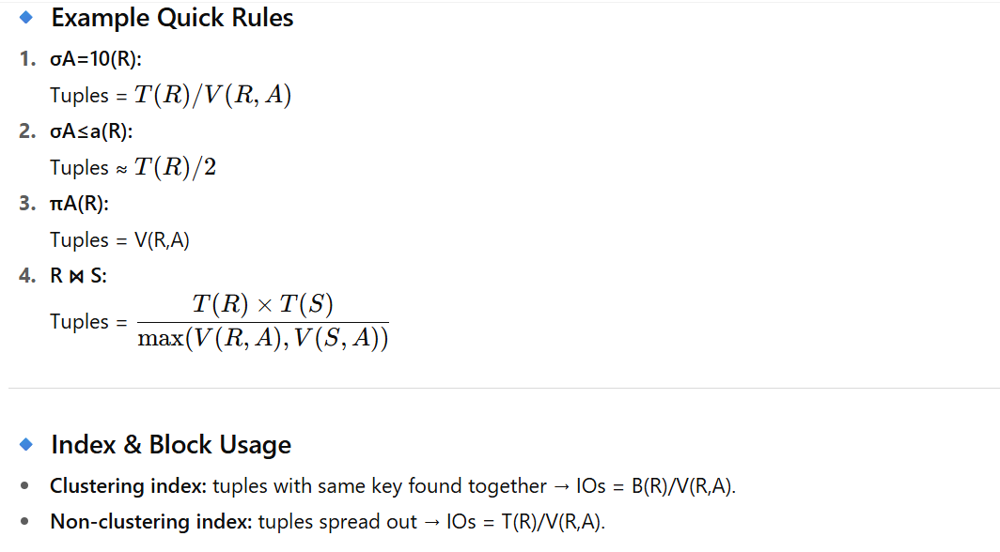 Example Quick Rules
1. σA=10(R):
Tuples = T(R)/V(R, A)
2. σA≤a(R):
Tuples ≈ T(R)/2
3. πA(R):
Tuples = V(R,A)
4. R ⋈ S:
Tuples = T(R) × T(S) / max(V(R, A), V(S, A))
Index & Block Usage
• Clustering index: tuples with same key found together → IOs = B(R)/V(R,A).
• Non-clustering index: tuples spread out → IOs = T(R)/V(R,A).